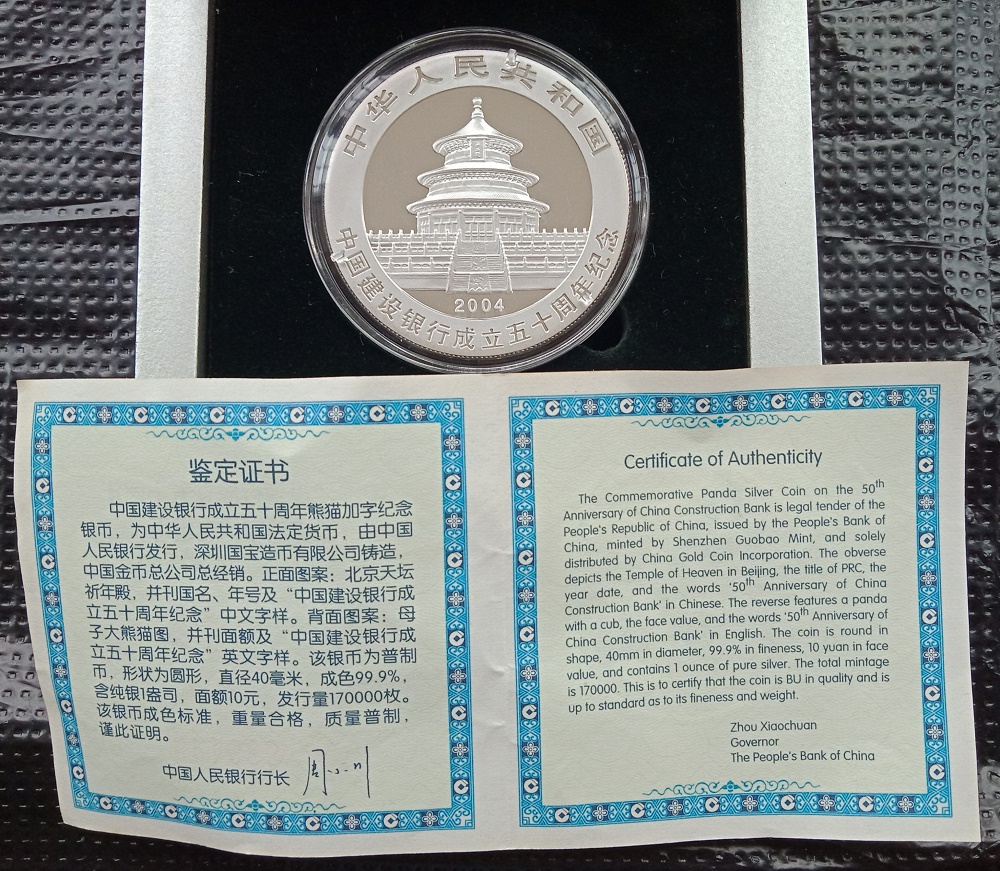 中华人民共和国
2004
中国建设银行成立五十周年纪念
鉴定证书
中国建设银行成立五十周年熊猫加字纪念
银币，为中华人民共和国法定货币，由中国
人民银行发行，深圳国宝造币有限公司铸造，
中国金币总公司总经销。正面图案：北京天坛
祈年殿，并刊国名、年号及“中国建设银行成
立五十周年纪念”中文字样。背面图案：母
子大熊猫图，并刊面额及“中国建设银行成
立五十周年纪念”英文字样。该银币为普制
币，形状为圆形，直径40毫米，成色99.9%，
含纯银1盎司，面额10元，发行量170000枚。
该银币成色标准，重量合格，质量普制，
谨此证明。
中国人民银行行长 周小川
Certificate of Authenticity
The Commemorative Panda Silver Coin on the 50th
Anniversary of China Construction Bank is legal tender of the
People's Republic of China, issued by the People's Bank of
China, minted by Shenzhen Guobao Mint, and solely
distributed by China Gold Coin Incorporation. The obverse
depicts the Temple of Heaven in Beijing, the title of PRC, the
year date, and the words '50th Anniversary of China
Construction Bank' in Chinese. The reverse features a panda
with a cub, the face value, and the words '50th Anniversary of
China Construction Bank' in English. The coin is round in
shape, 40mm in diameter, 99.9% in fineness, 10 yuan in face
value, and contains 1 ounce of pure silver. The total mintage
is 170000. This is to certify that the coin is BU in quality and is
up to standard as to its fineness and weight.
Zhou Xiaochuan
Governor
The People's Bank of China